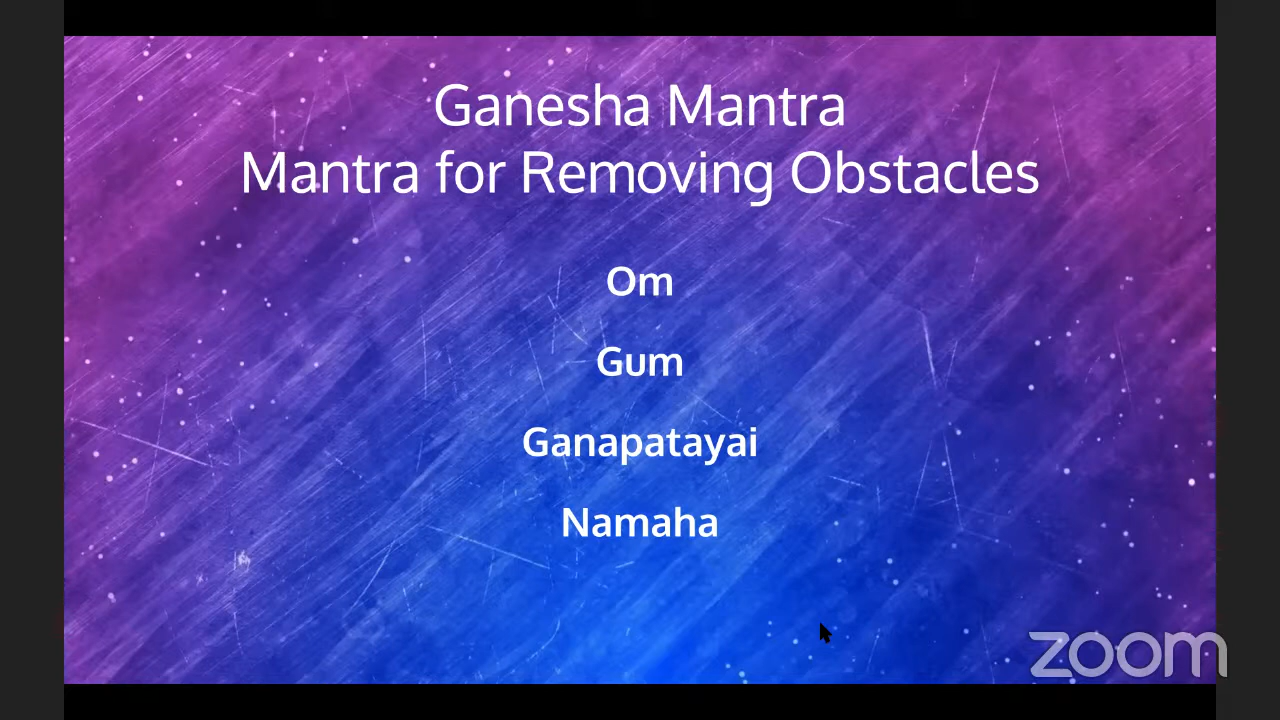 Ganesha Mantra
Mantra for Removing Obstacles
Om
Gum
Ganapatayai
Namaha
zoom